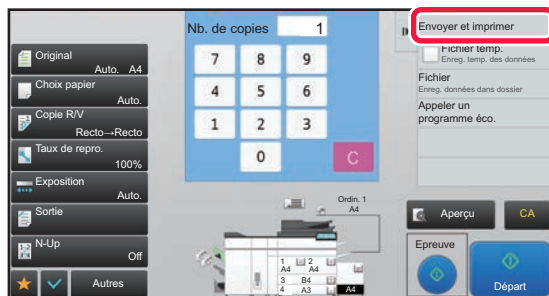 Original
Auto. A4
Choix papier
Auto.
Copie R/V
Recto→Recto
Taux de repro.
100%
Exposition
Auto.
Sortie
N-Up
Off
Autres
Nb. de copies 1
7 8 9
4 5 6
1 2 3
0 C
Ordin. 1
A4
1 2
A4 A4
3 B4
4 A3 A4
Envoyer et imprimer
Fichier temp.
Enreg. temp. des données
Fichier
Enreg. données dans dossier
Appeler un
programme éco.
Aperçu CA
Epreuve
Départ